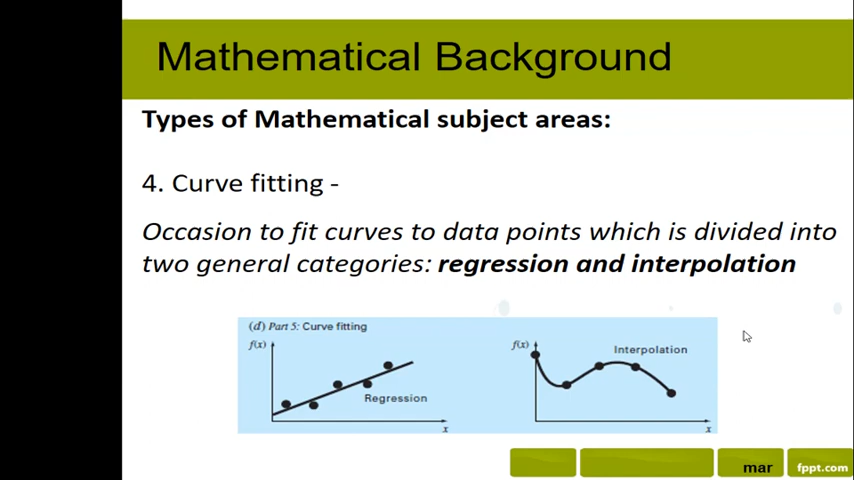 Mathematical Background
Types of Mathematical subject areas:
4. Curve fitting -
Occasion to fit curves to data points which is divided into
two general categories: regression and interpolation
(d) Part 5: Curve fitting
f(x)
Regression
x
f(x)
Interpolation
x
mar
fppt.com